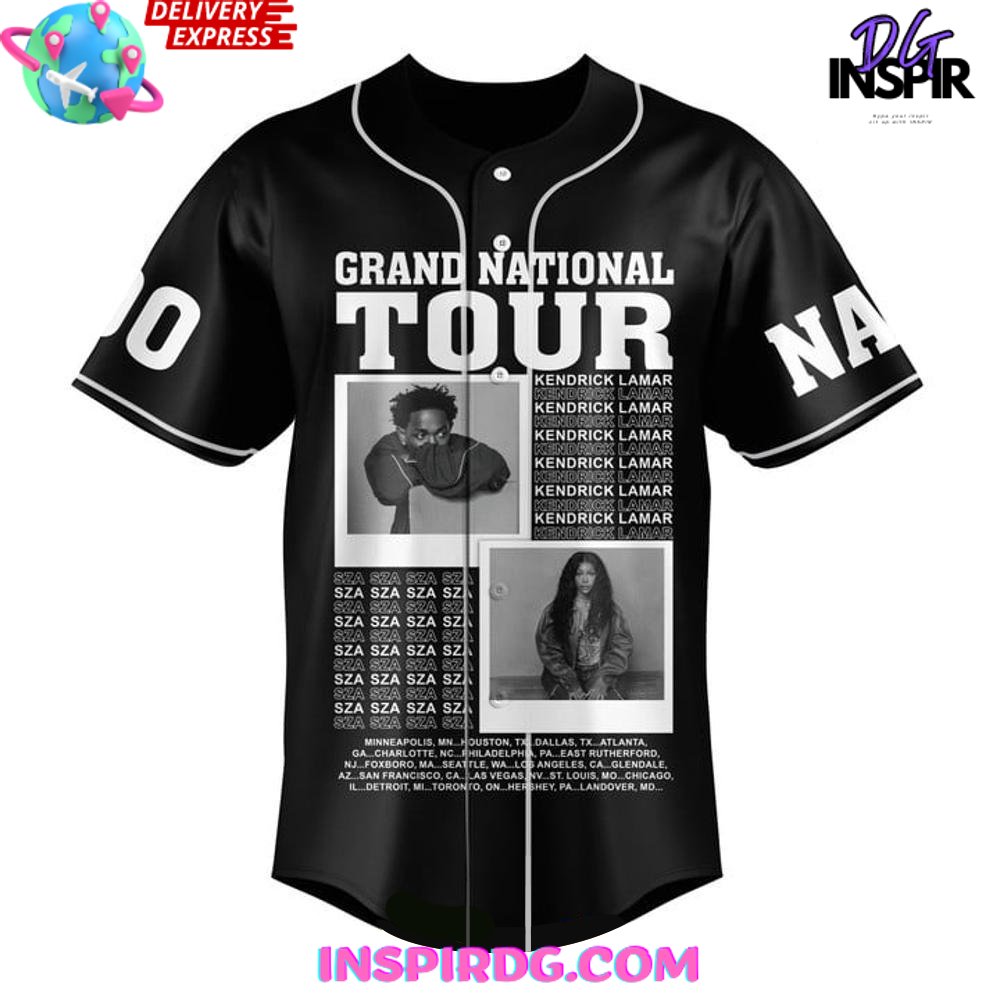 DELIVERY
EXPRESS
DG
INSPIR
Hype your inspir
GRAND NATIONAL
TOUR
00
NA
KENDRICK LAMAR
KENDRICK LAMAR
KENDRICK LAMAR
KENDRICK LAMAR
KENDRICK LAMAR
KENDRICK LAMAR
KENDRICK LAMAR
KENDRICK LAMAR
KENDRICK LAMAR
KENDRICK LAMAR
KENDRICK LAMAR
KENDRICK LAMAR
SZA SZA SZA SZA
SZA SZA SZA SZA
SZA SZA SZA SZA
SZA SZA SZA SZA
SZA SZA SZA SZA
SZA SZA SZA SZA
SZA SZA SZA SZA
SZA SZA SZA SZA
SZA SZA SZA SZA
SZA SZA SZA SZA
SZA SZA SZA SZA
MINNEAPOLIS, MN...HOUSTON, TX...DALLAS, TX...ATLANTA,
GA...CHARLOTTE, NC...PHILADELPHIA, PA...EAST RUTHERFORD,
NJ...FOXBORO, MA...SEATTLE, WA...LOS ANGELES, CA...GLENDALE,
AZ...SAN FRANCISCO, CA...LAS VEGAS, NV...ST. LOUIS, MO...CHICAGO,
IL...DETROIT, MI...TORONTO, ON...HERSHEY, PA...LANDOVER, MD...
INSPIRDG.COM